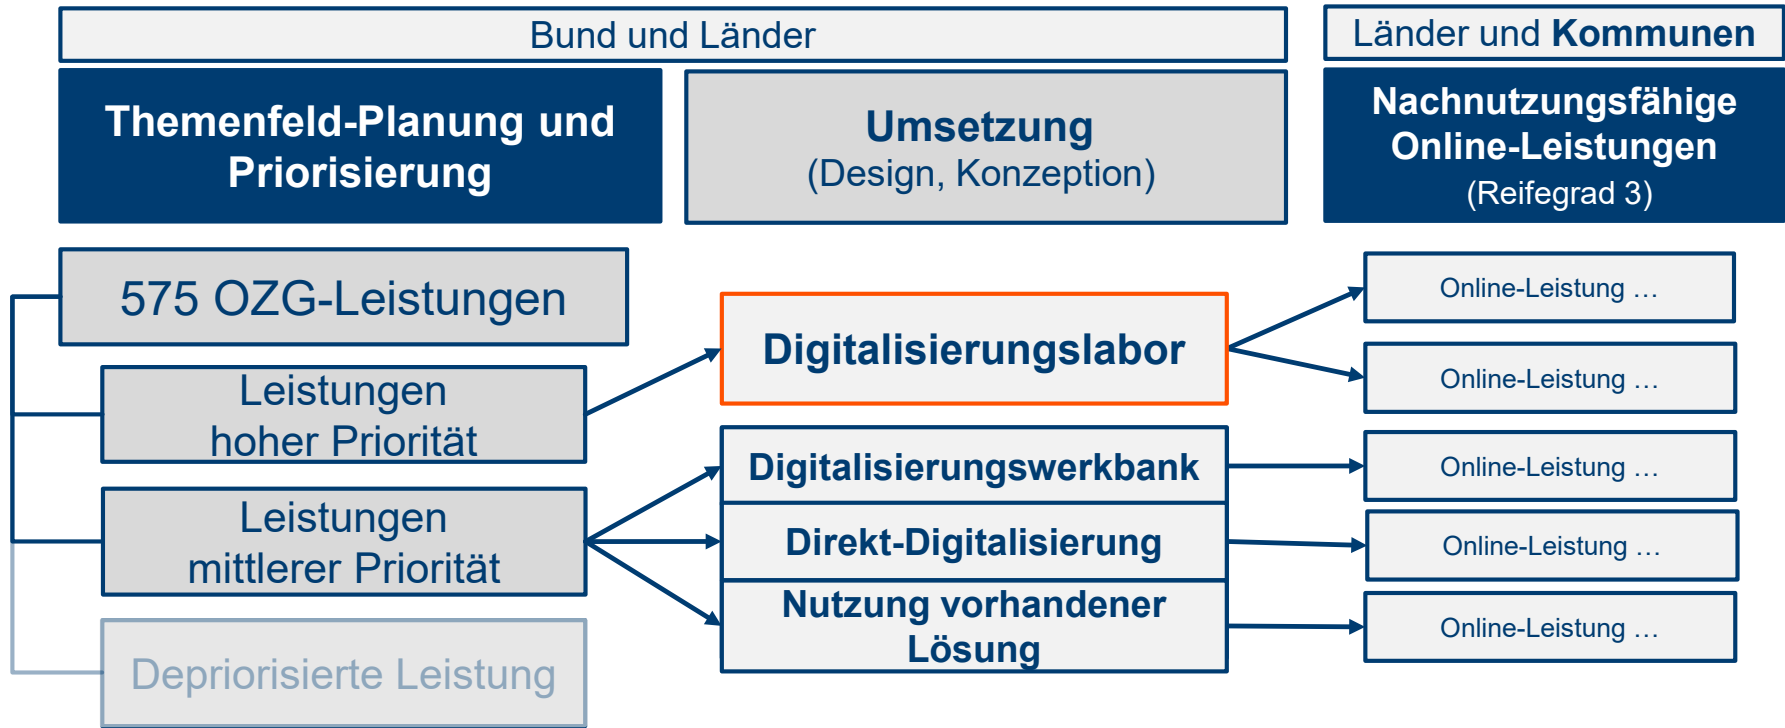 Bund und Länder
Länder und Kommunen
Themenfeld-Planung und
Priorisierung
Umsetzung
(Design, Konzeption)
Nachnutzungsfähige
Online-Leistungen
(Reifegrad 3)
575 OZG-Leistungen
Leistungen
hoher Priorität
Leistungen
mittlerer Priorität
Depriorisierte Leistung
Digitalisierungslabor
Digitalisierungswerkbank
Direkt-Digitalisierung
Nutzung vorhandener
Lösung
Online-Leistung …
Online-Leistung …
Online-Leistung …
Online-Leistung …
Online-Leistung …